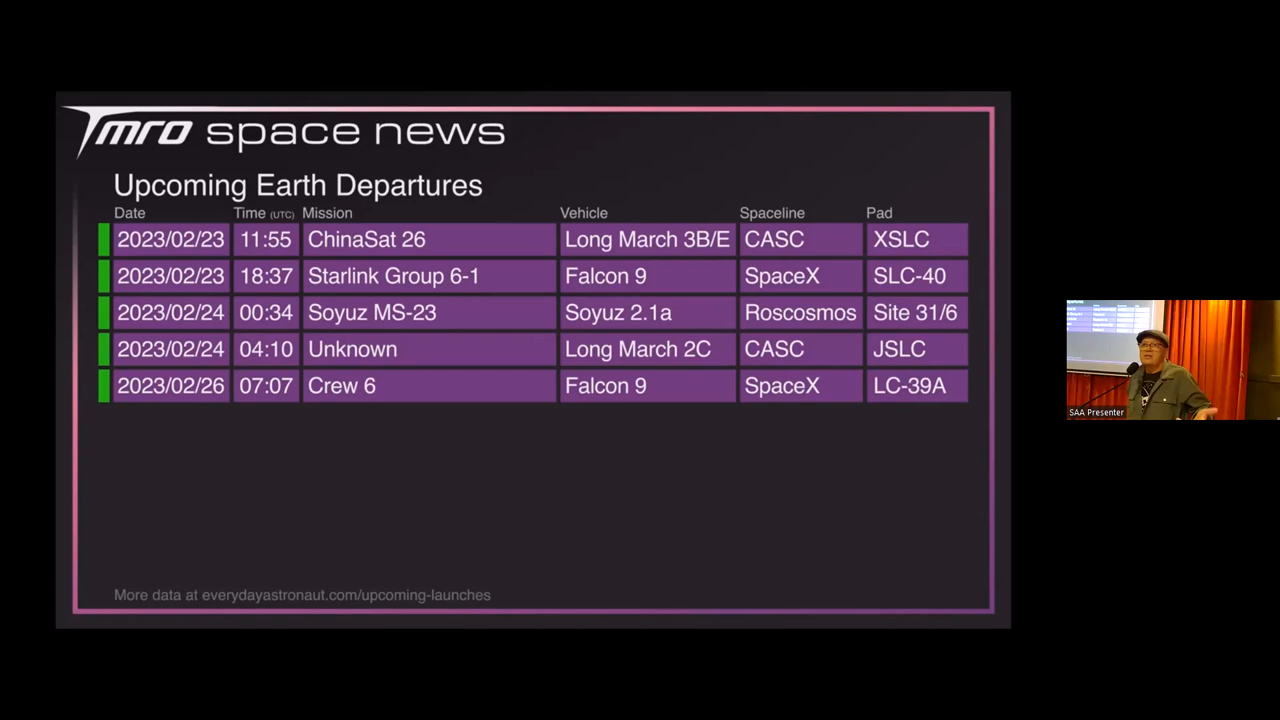 TMRO space news
Upcoming Earth Departures
Date Time (UTC) Mission Vehicle Spaceline Pad
2023/02/23 11:55 ChinaSat 26 Long March 3B/E CASC XSLC
2023/02/23 18:37 Starlink Group 6-1 Falcon 9 SpaceX SLC-40
2023/02/24 00:34 Soyuz MS-23 Soyuz 2.1a Roscosmos Site 31/6
2023/02/24 04:10 Unknown Long March 2C CASC JSLC
2023/02/26 07:07 Crew 6 Falcon 9 SpaceX LC-39A
More data at everydayastronaut.com/upcoming-launches
SAA Presenter